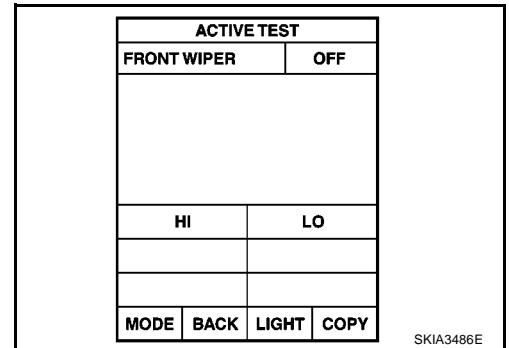 ACTIVE TEST
FRONT WIPER OFF
HI LO
MODE BACK LIGHT COPY
SKIA3486E